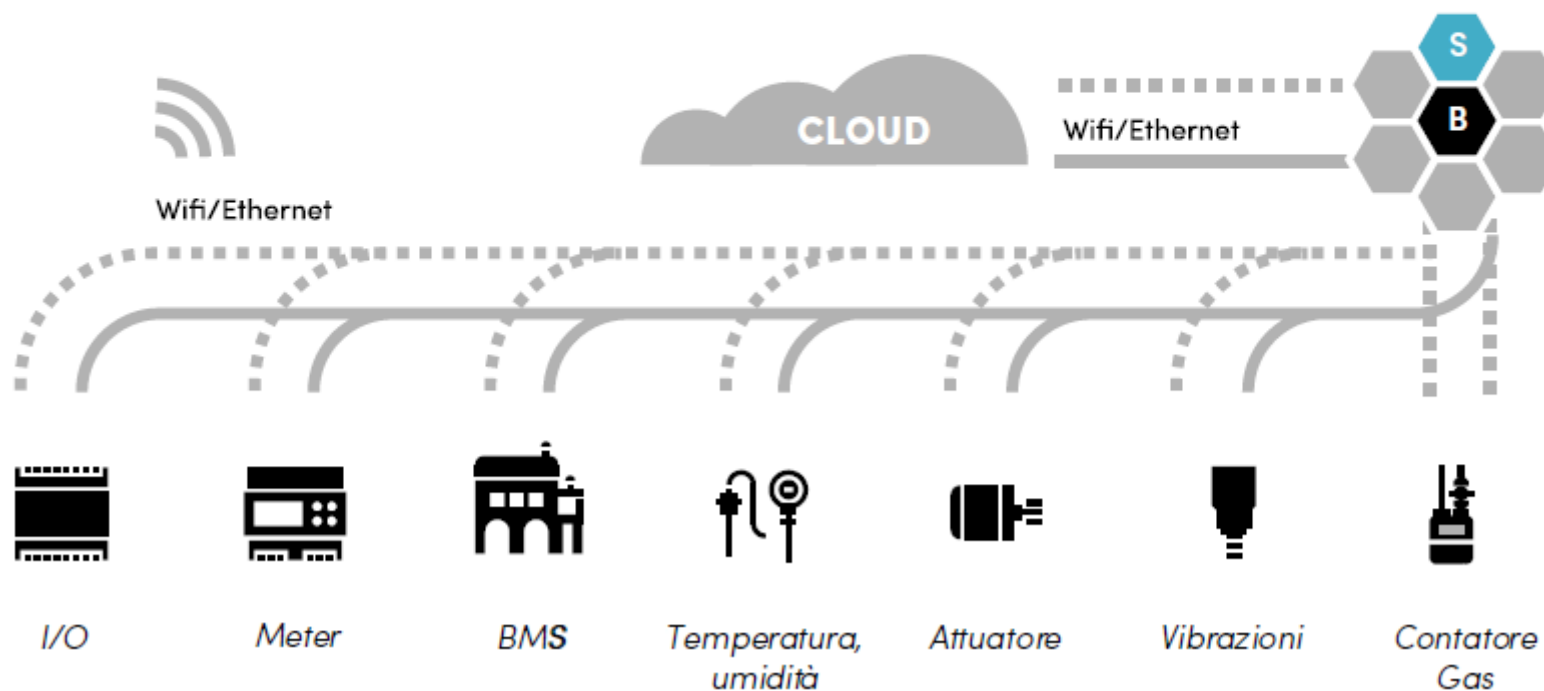 S
CLOUD
Wifi/Ethernet
B
Wifi/Ethernet
I/O
Meter
BMS
Temperatura,
umidità
Attuatore
Vibrazioni
Contatore
Gas